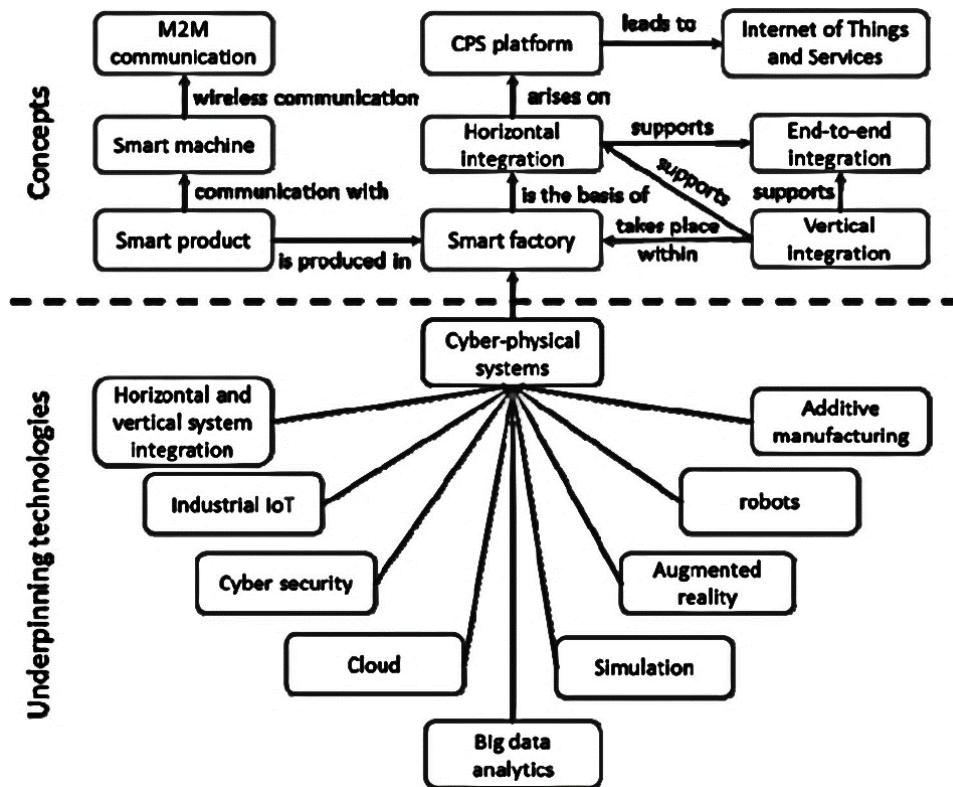 M2M
communication
CPS platform
leads to
Internet of Things
and Services
wireless communication
arises on
Concepts
Smart machine
Horizontal
integration
supports
End-to-end
integration
communication with
is the basis of
supports
supports
Smart product
is produced in
Smart factory
takes place
within
Vertical
integration
Cyber-physical
systems
Underpinning technologies
Horizontal and
vertical system
integration
Additive
manufacturing
Industrial IoT
robots
Cyber security
Augmented
reality
Cloud
Simulation
Big data
analytics